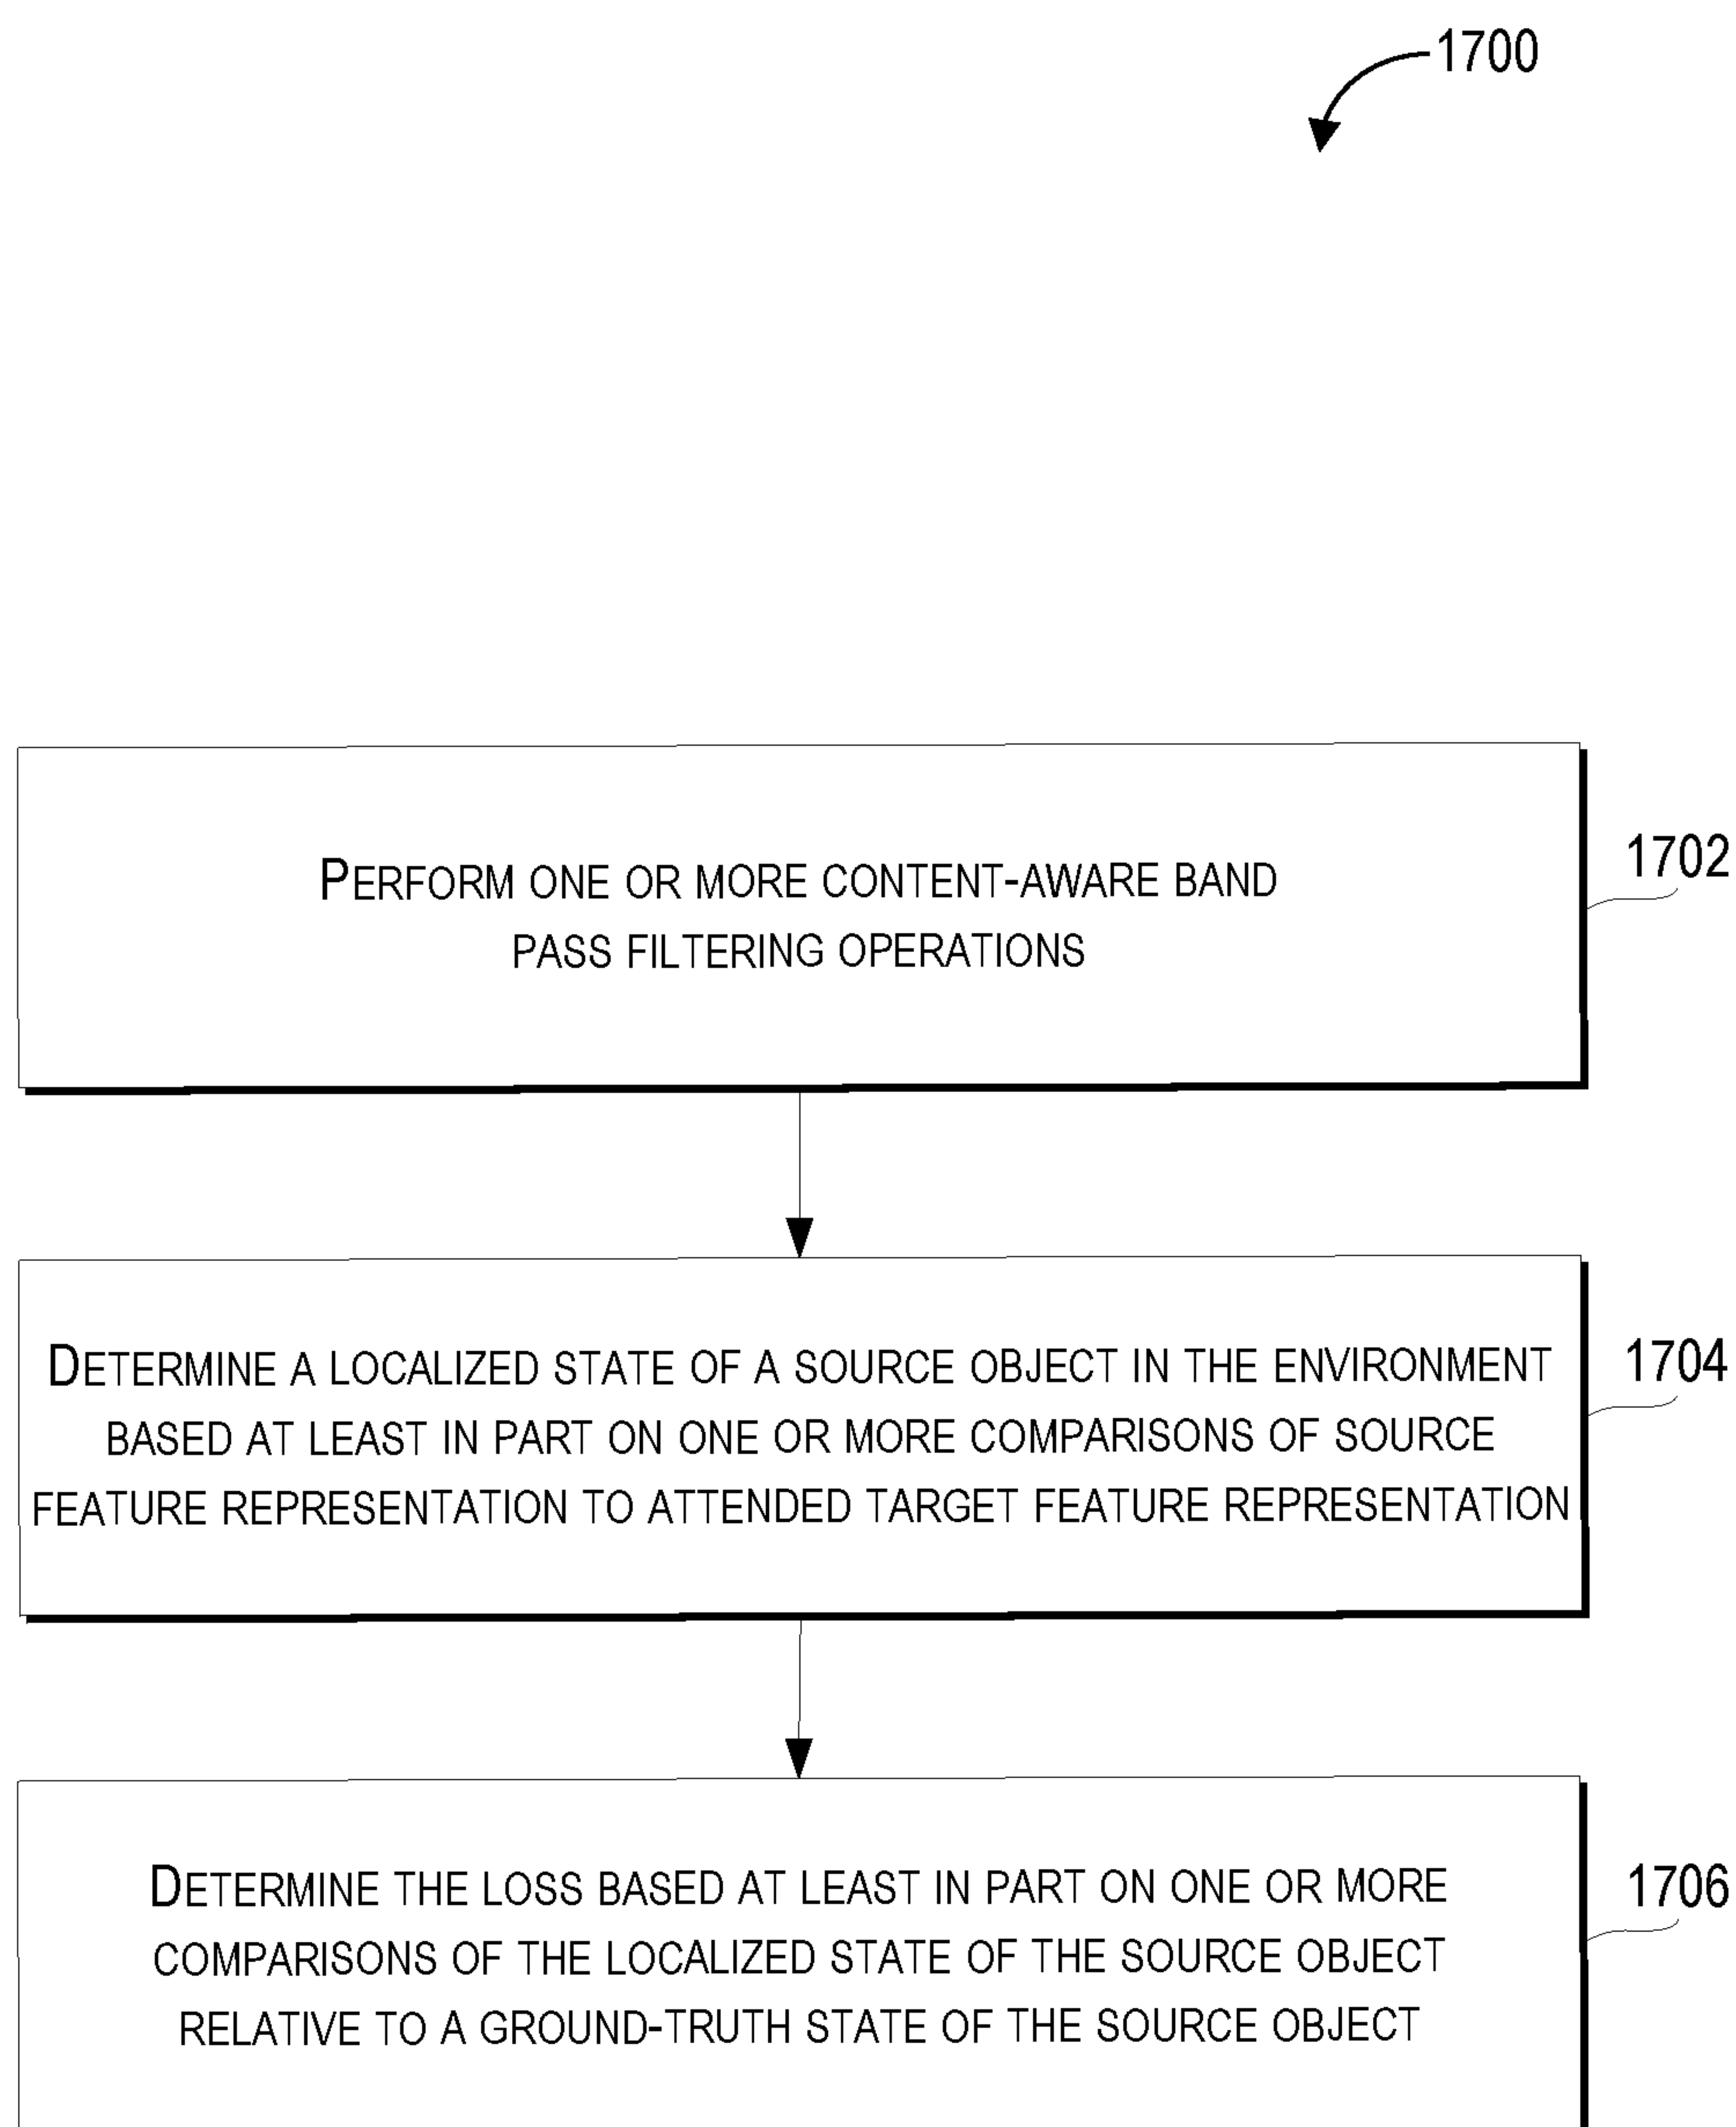 1700
PERFORM ONE OR MORE CONTENT-AWARE BAND
PASS FILTERING OPERATIONS
1702
DETERMINE A LOCALIZED STATE OF A SOURCE OBJECT IN THE ENVIRONMENT
BASED AT LEAST IN PART ON ONE OR MORE COMPARISONS OF SOURCE
FEATURE REPRESENTATION TO ATTENDED TARGET FEATURE REPRESENTATION
1704
DETERMINE THE LOSS BASED AT LEAST IN PART ON ONE OR MORE
COMPARISONS OF THE LOCALIZED STATE OF THE SOURCE OBJECT
RELATIVE TO A GROUND-TRUTH STATE OF THE SOURCE OBJECT
1706